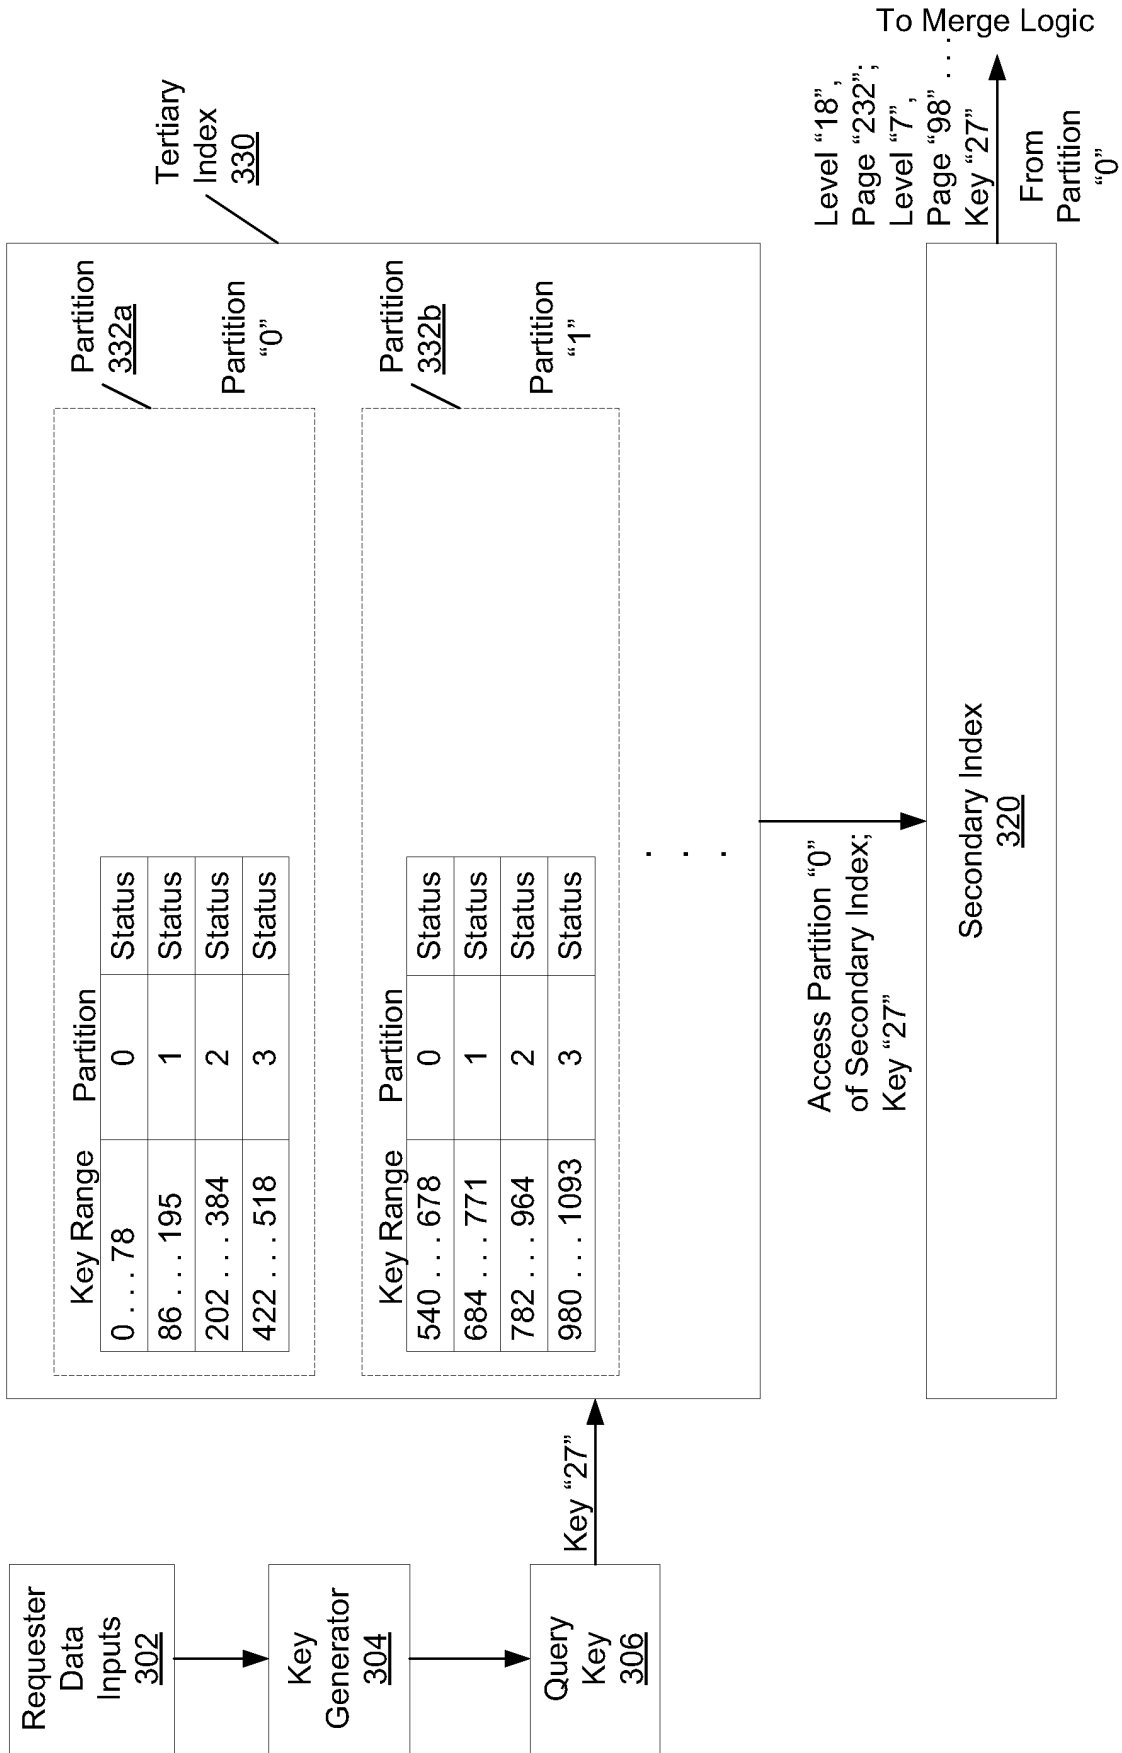 Requester
Data
Inputs
302
Key
Generator
304
Query
Key
306
Key “27”
Tertiary
Index
330
Partition
332a
Partition
“0”
Key Range Partition
0 . . . 78 0 Status
86 . . . 195 1 Status
202 . . . 384 2 Status
422 . . . 518 3 Status
Partition
332b
Partition
“1”
Key Range Partition
540 . . . 678 0 Status
684 . . . 771 1 Status
782 . . . 964 2 Status
980 . . . 1093 3 Status
. . .
Access Partition “0”
of Secondary Index;
Key “27”
Secondary Index
320
Level “18”,
Page “232”;
Level “7”,
Page “98” . . .
Key “27”
From
Partition
“0”
To Merge Logic